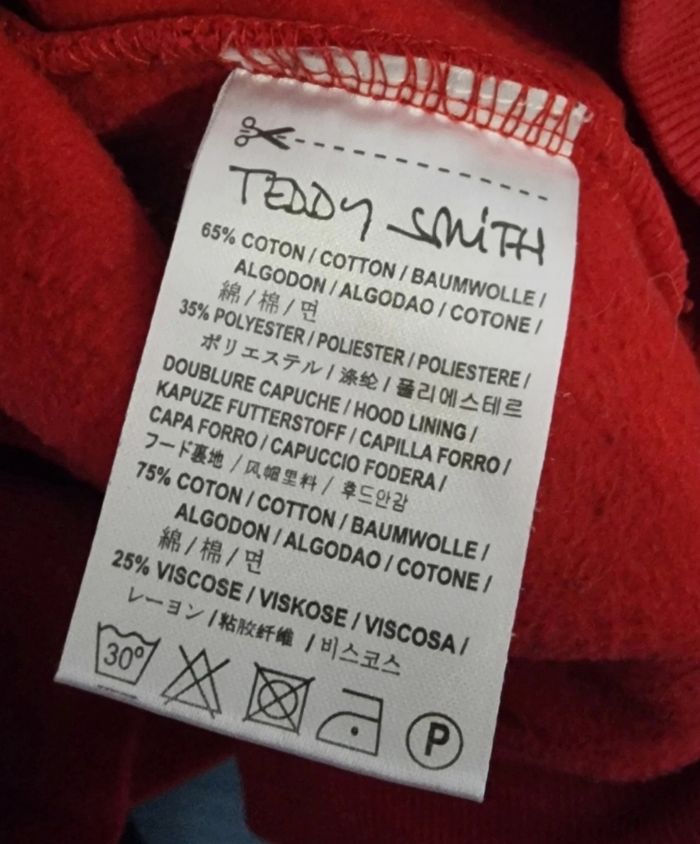 TEDDY SMITH
65% COTON / COTTON / BAUMWOLLE /
ALGODON / ALGODAO / COTONE /
綿 / 棉 / 면
35% POLYESTER / POLIESTER / POLIESTERE /
ポリエステル / 涤纶 / 폴리에스테르
DOUBLURE CAPUCHE / HOOD LINING /
KAPUZE FUTTERSTOFF / CAPILLA FORRO /
CAPA FORRO / CAPUCCIO FODERA /
フード裏地 / 风帽里料 / 후드안감
75% COTON / COTTON / BAUMWOLLE /
ALGODON / ALGODAO / COTONE /
綿 / 棉 / 면
25% VISCOSE / VISKOSE / VISCOSA /
レーヨン / 粘胶纤维 / 비스코스
30° P